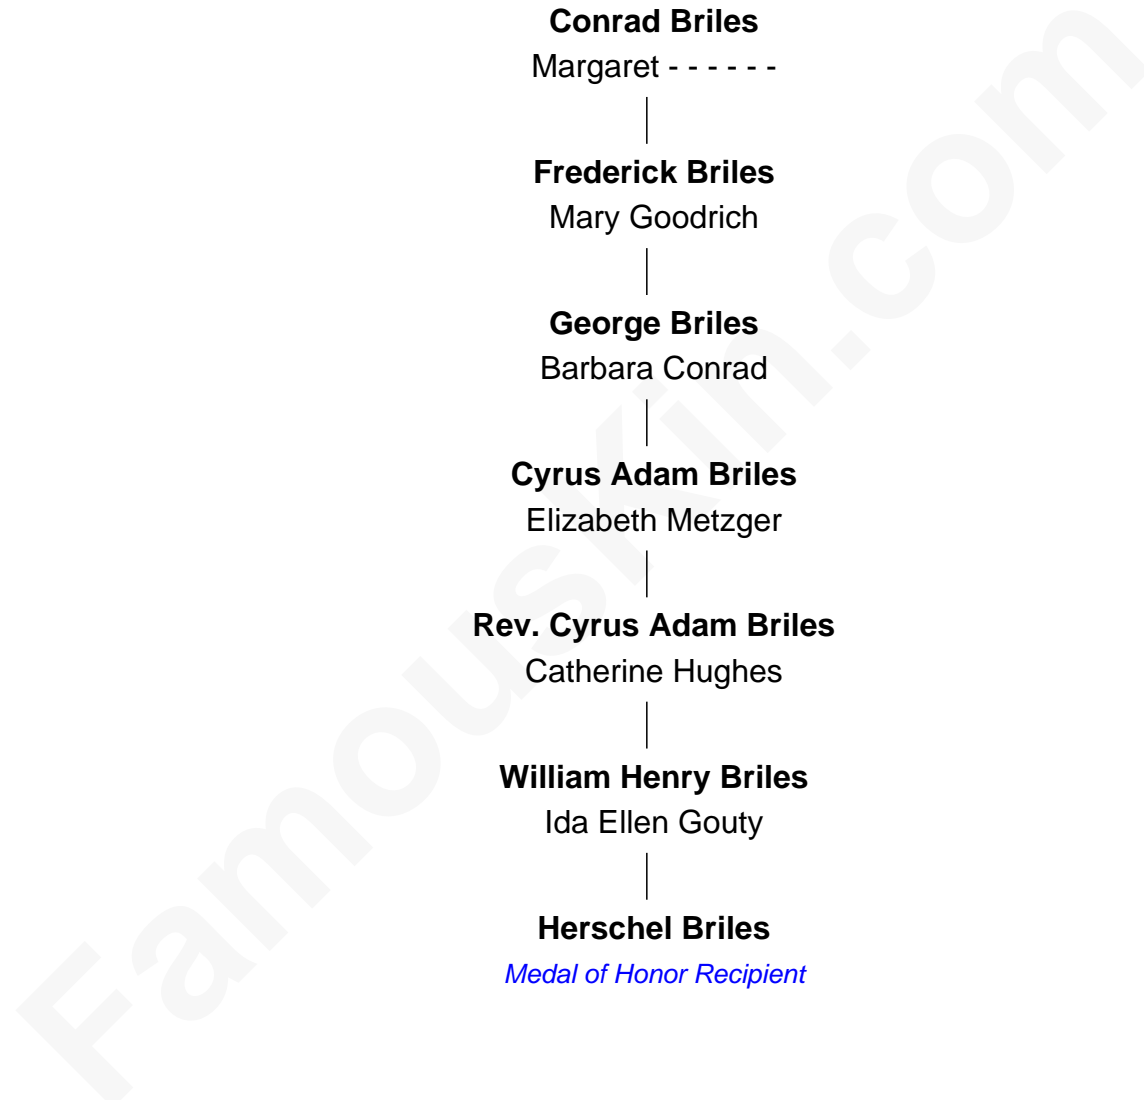 Conrad Briles
Margaret - - - - - -
Frederick Briles
Mary Goodrich
George Briles
Barbara Conrad
Cyrus Adam Briles
Elizabeth Metzger
Rev. Cyrus Adam Briles
Catherine Hughes
William Henry Briles
Ida Ellen Gouty
Herschel Briles
Medal of Honor Recipient
FamousKin.com